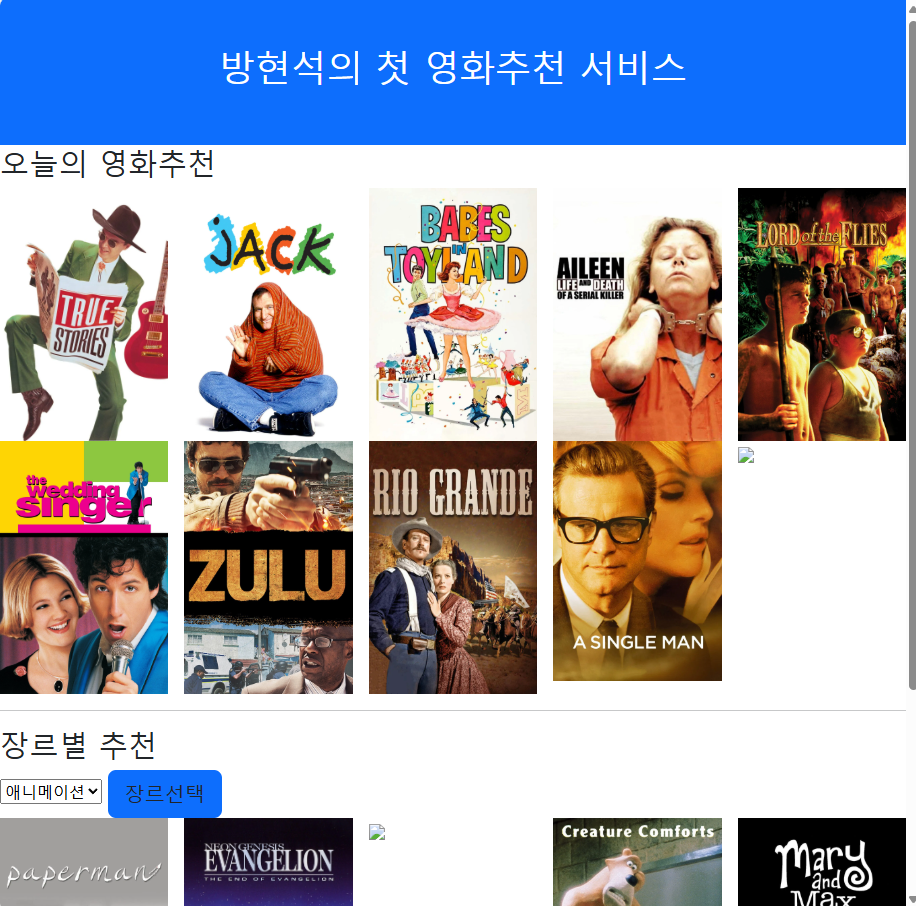 방현석의 첫 영화추천 서비스
오늘의 영화추천
TRUE
STORIES
JACK
BABES
IN
TOYLAND
AILEEN
LIFE AND DEATH
OF A SERIAL KILLER
LORD of the FLIES
the
wedding
singer
ZULU
RIO GRANDE
A SINGLE MAN
장르별 추천
애니메이션
장르선택
paperman
NEON GENESIS
EVANGELION
THE END OF EVANGELION
Creature Comforts
Mary
and
Max